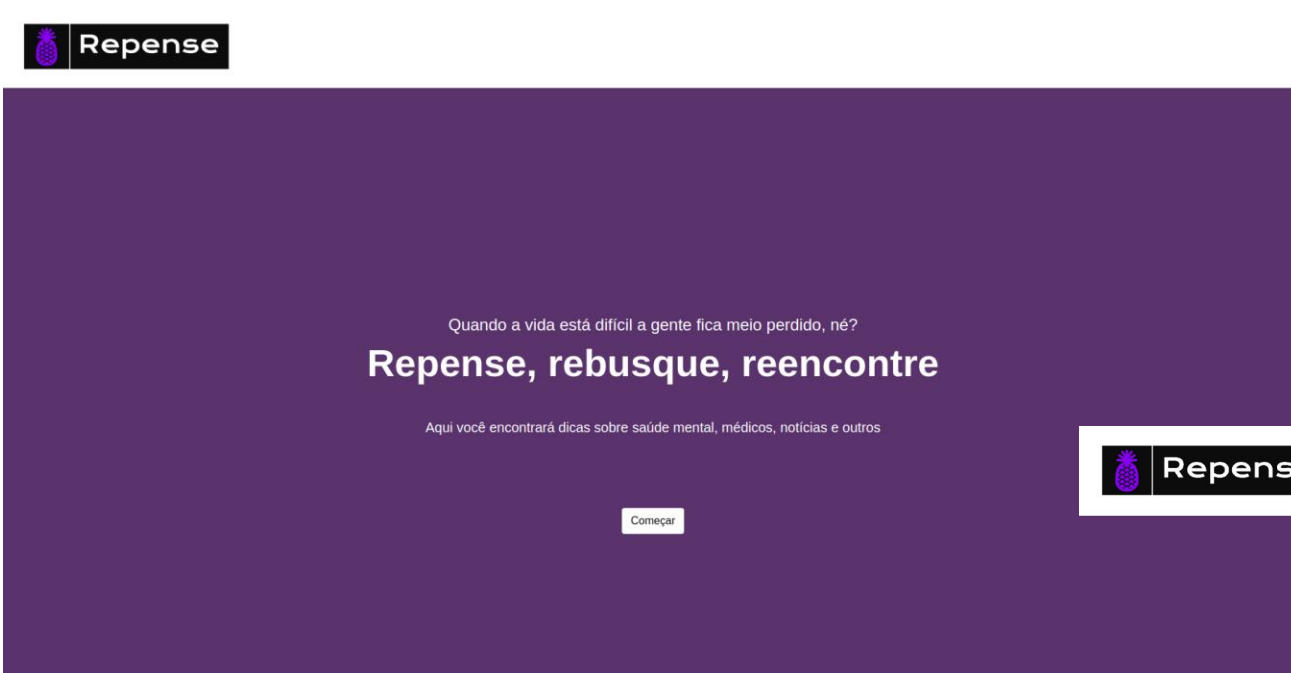 Repense
Quando a vida está difícil a gente fica meio perdido, né?
Repense, rebusque, reencontre
Aqui você encontrará dicas sobre saúde mental, médicos, notícias e outros
Repens
Começar